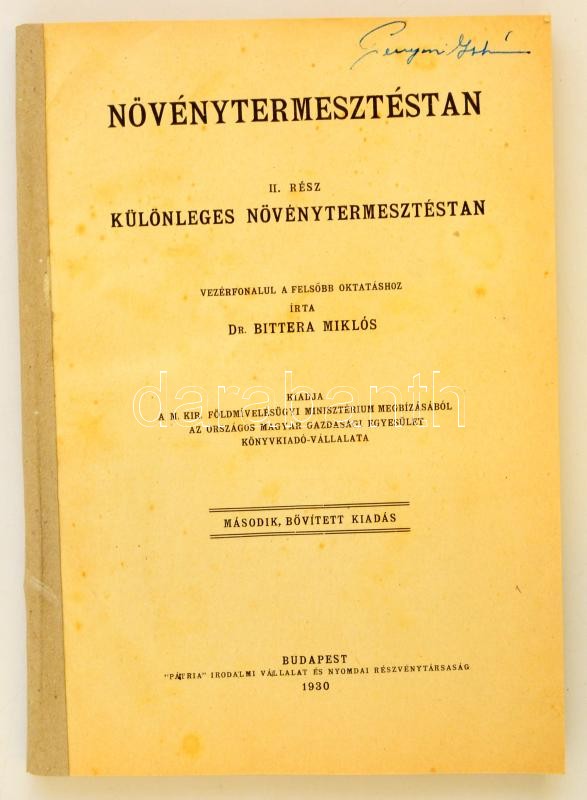 NÖVÉNYTERMESZTÉSTAN
II. RÉSZ
KÜLÖNLEGES NÖVÉNYTERMESZTÉSTAN
VEZÉRFONALUL A FELSŐBB OKTATÁSHOZ
ÍRTA
DR. BITTERA MIKLÓS
KIADJA
A M. KIR. FÖLDMÍVELÉSÜGYI MINISZTÉRIUM MEGBÍZÁSÁBÓL
AZ ORSZÁGOS MAGYAR GAZDASÁGI EGYESÜLET
KÖNYVKIADÓ-VÁLLALATA
darabanth
MÁSODIK, BŐVÍTETT KIADÁS
BUDAPEST
"PÁTRIA" IRODALMI VÁLLALAT ÉS NYOMDAI RÉSZVÉNYTÁRSASÁG
1930